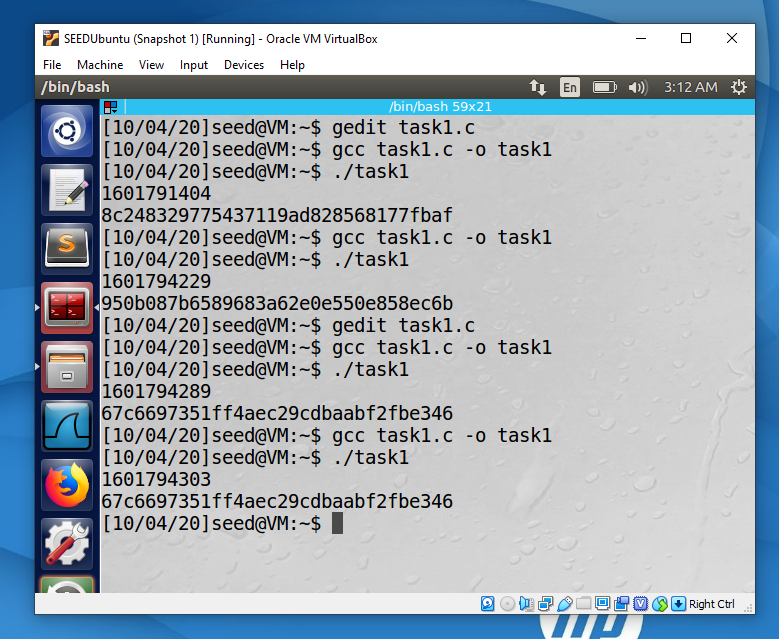 SEEDUbuntu (Snapshot 1) [Running] - Oracle VM VirtualBox
File Machine View Input Devices Help
/bin/bash En 3:12 AM
/bin/bash 59x21
[10/04/20]seed@VM:~$ gedit task1.c
[10/04/20]seed@VM:~$ gcc task1.c -o task1
[10/04/20]seed@VM:~$ ./task1
1601791404
8c248329775437119ad828568177fbaf
[10/04/20]seed@VM:~$ gcc task1.c -o task1
[10/04/20]seed@VM:~$ ./task1
1601794229
950b087b6589683a62e0e550e858ec6b
[10/04/20]seed@VM:~$ gedit task1.c
[10/04/20]seed@VM:~$ gcc task1.c -o task1
[10/04/20]seed@VM:~$ ./task1
1601794289
67c6697351ff4aec29cdbaabf2fbe346
[10/04/20]seed@VM:~$ gcc task1.c -o task1
[10/04/20]seed@VM:~$ ./task1
1601794303
67c6697351ff4aec29cdbaabf2fbe346
[10/04/20]seed@VM:~$
Right Ctrl